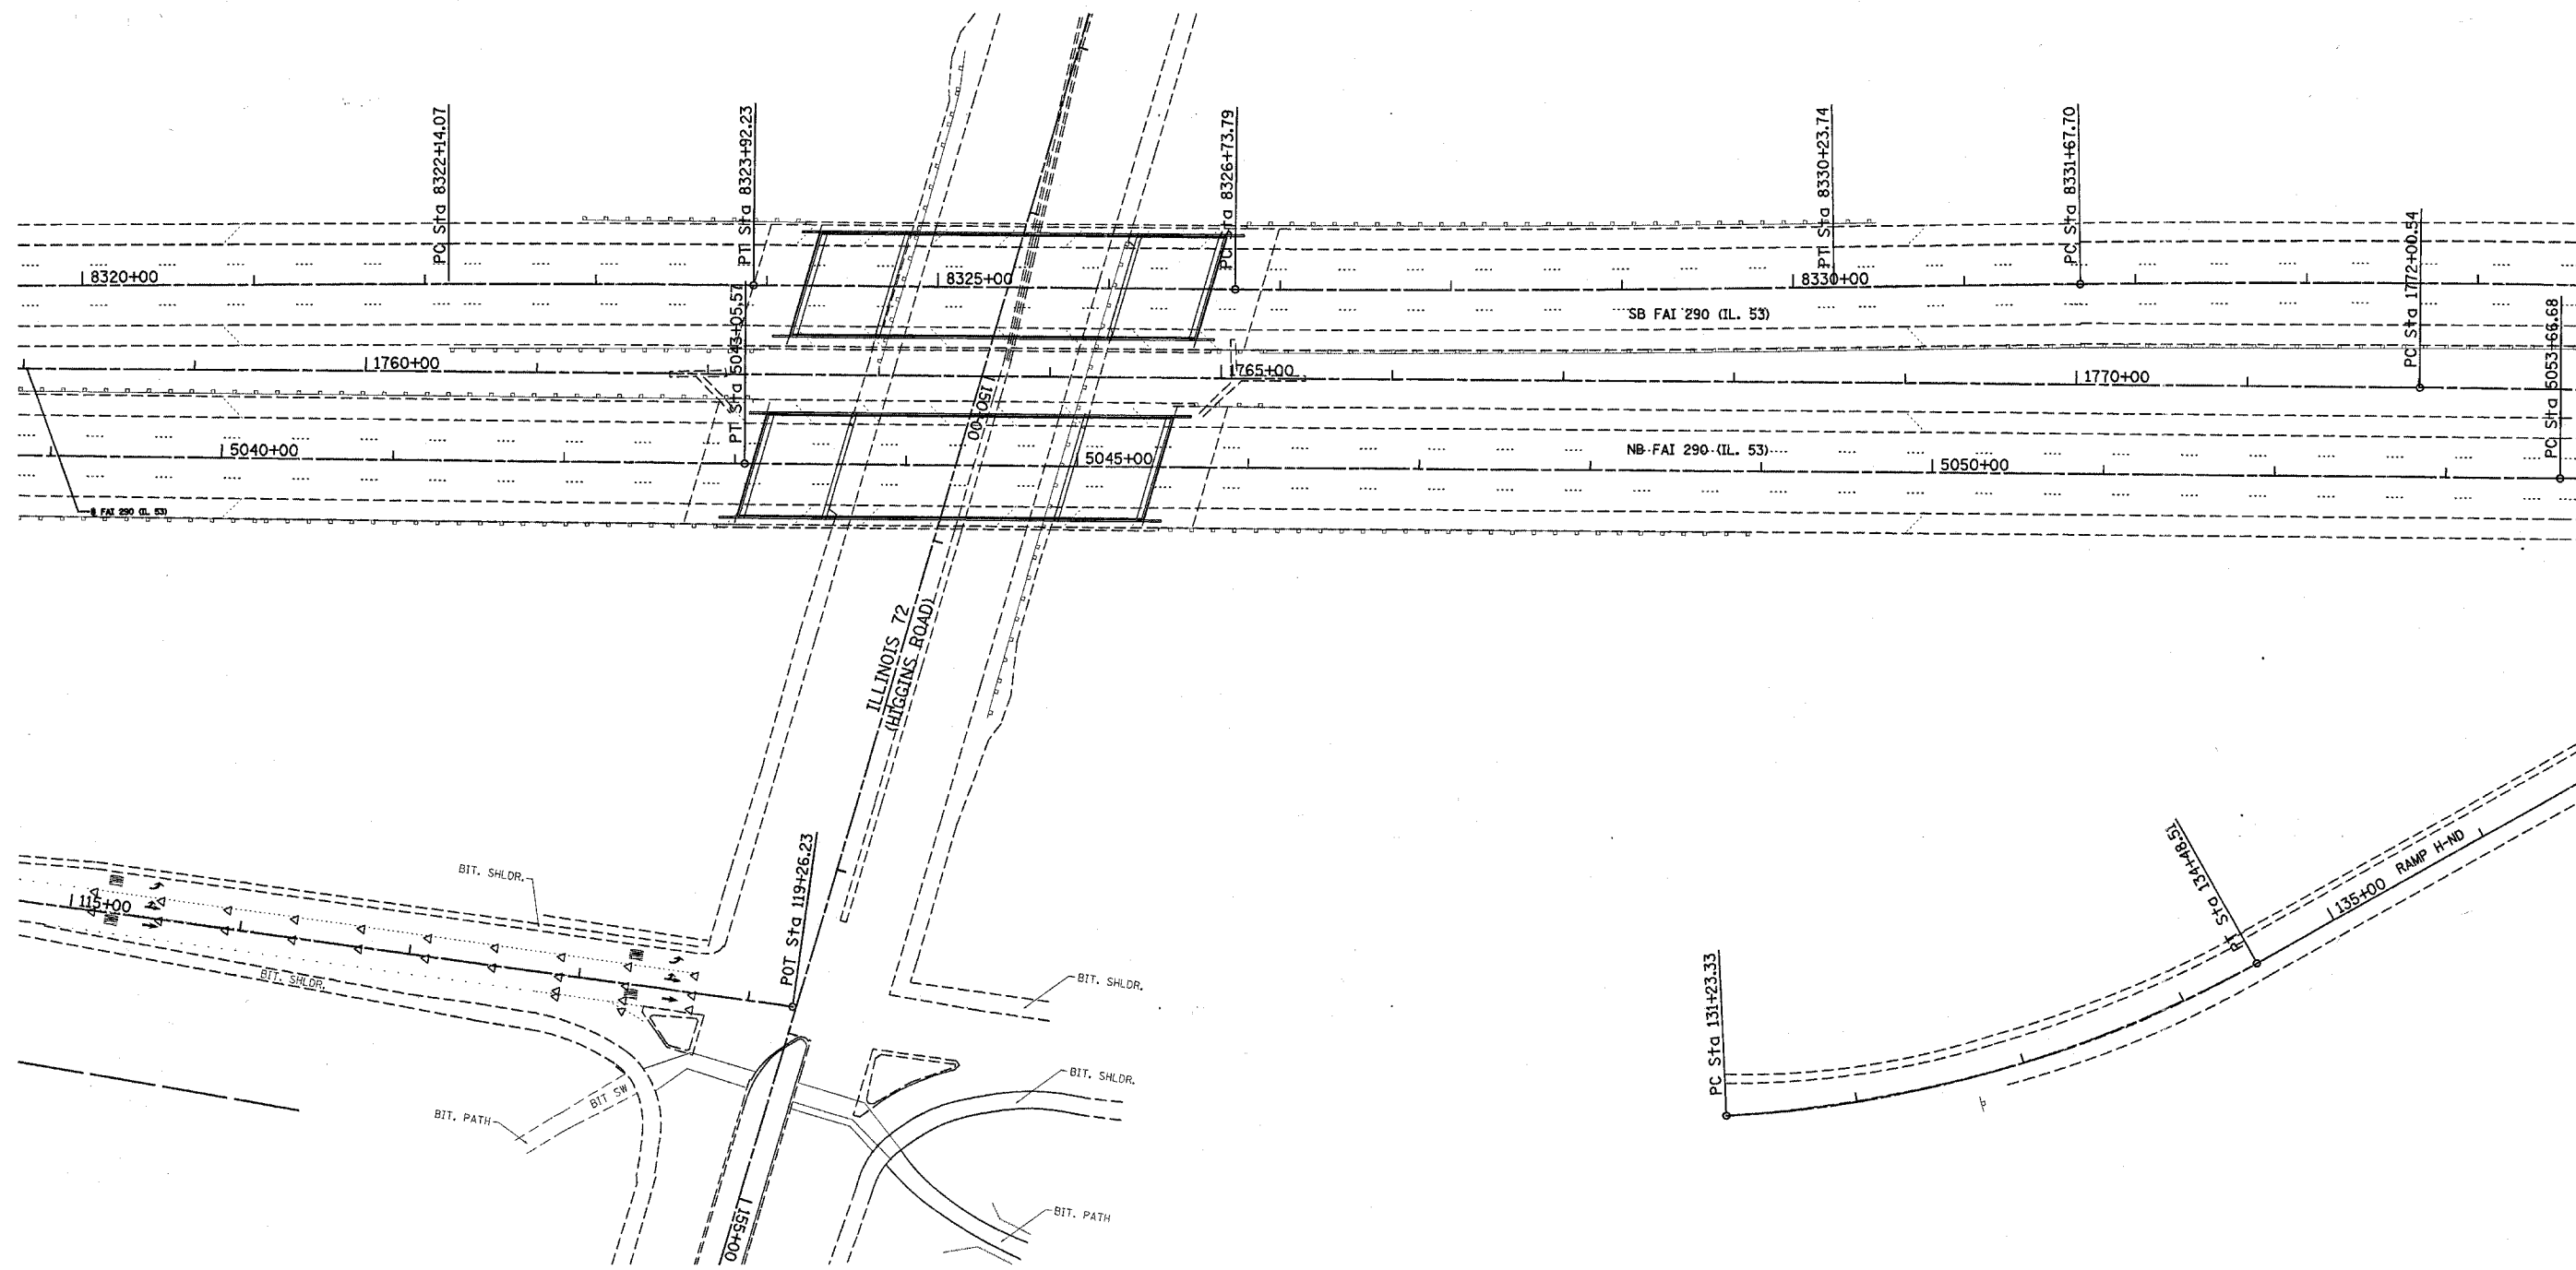 PC Sta 8322+14.07
PT Sta 8323+92.23
PC Sta 8326+73.79
PT Sta 8330+23.74
PC Sta 8331+67.70
PC Sta 1772+00.54
PC Sta 5053+66.68
8320+00
8325+00
8330+00
SB FAI 290 (IL. 53)
PT Sta 5043+05.57
1760+00
1765+00
1770+00
150+00
5040+00
5045+00
NB FAI 290 (IL. 53)
5050+00
FAI 290 (IL 53)
ILLINOIS 72
(HIGGINS ROAD)
POT Sta 119+26.23
BIT. SHLDR.
115+00
BIT. SHLDR.
BIT. SHLDR.
BIT. SHLDR.
BIT SW
BIT. PATH
BIT. PATH
155+00
PC Sta 131+23.33
PT Sta 134+48.51
135+00
RAMP H-ND